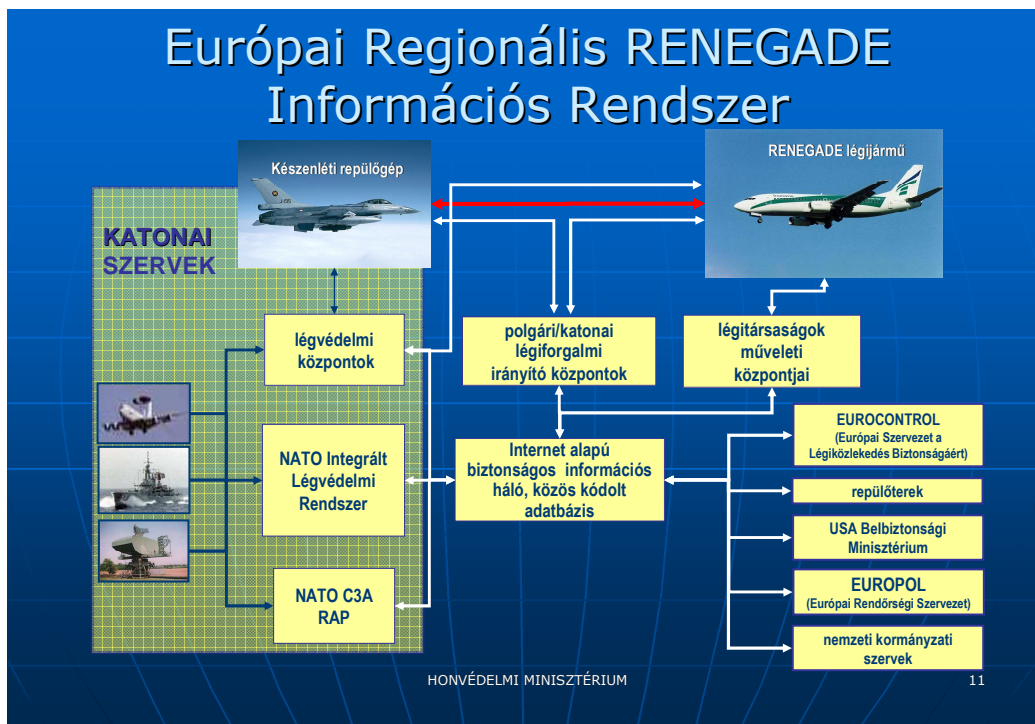 Európai Regionális RENEGADE
Információs Rendszer
Készenléti repülőgép
RENEGADE légijármű
KATONAI
SZERVEK
légvédelmi
központok
polgári/katonai
légiforgalmi
irányító központok
légitársaságok
műveleti
központjai
NATO Integrált
Légvédelmi
Rendszer
Internet alapú
biztonságos információs
háló, közös kódolt
adatbázis
EUROCONTROL
(Európai Szervezet a
Légiközlekedés Biztonságáért)
repülőterek
USA Belbiztonsági
Minisztérium
EUROPOL
(Európai Rendőrségi Szervezet)
nemzeti kormányzati
szervek
NATO C3A
RAP
HONVÉDELMI MINISZTÉRIUM
11